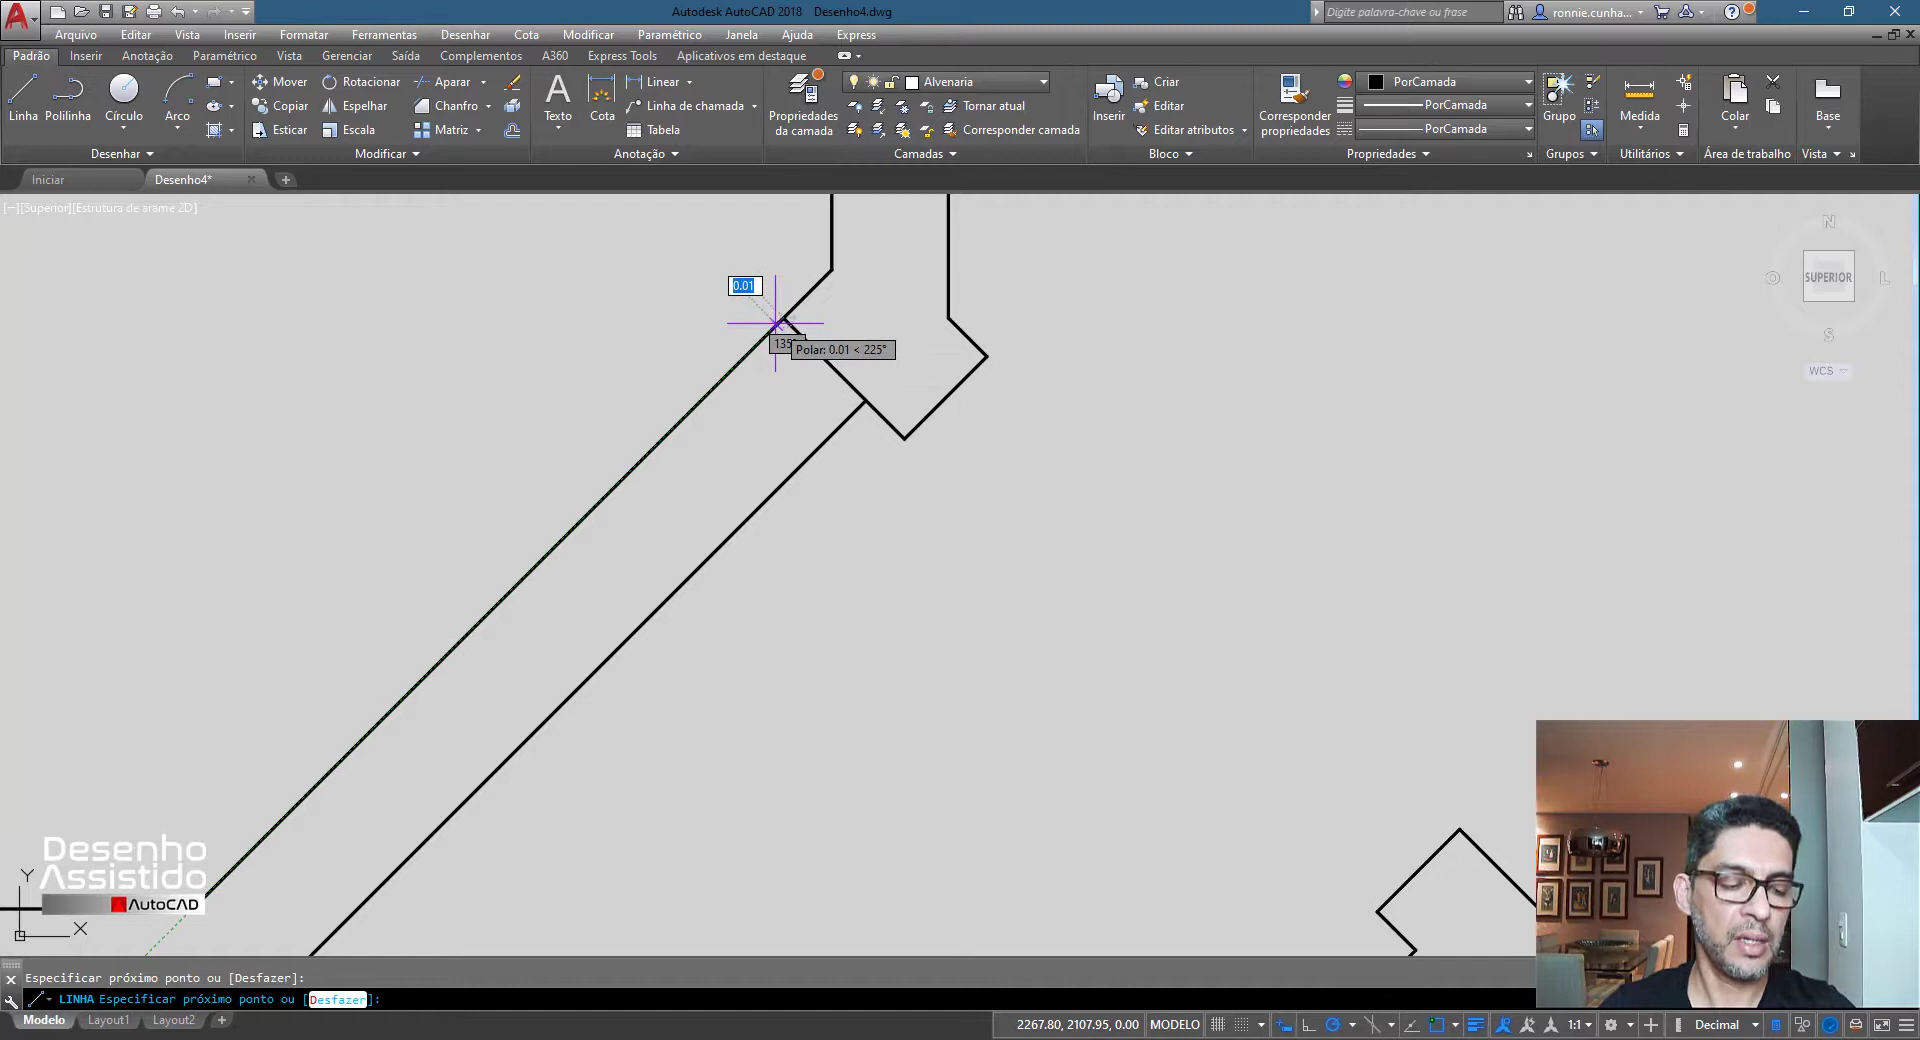 Autodesk AutoCAD 2018 Desenho4.dwg
Digite palavra-chave ou frase
ronnie.cunha...
Arquivo Editar Vista Inserir Formatar Ferramentas Desenhar Cota Modificar Paramétrico Janela Ajuda Express
Padrão Inserir Anotação Paramétrico Vista Gerenciar Saída Complementos A360 Express Tools Aplicativos em destaque
Linha Polilinha Círculo Arco
Mover Rotacionar Aparar
Copiar Espelhar Chanfro
Esticar Escala Matriz
Texto Cota
Linear
Linha de chamada
Tabela
Propriedades da camada
Alvenaria
Tornar atual
Corresponder camada
Inserir
Criar
Editar
Editar atributos
Corresponder propriedades
PorCamada
PorCamada
PorCamada
Grupo
Medida
Colar
Base
Desenhar Modificar Anotação Camadas Bloco Propriedades Grupos Utilitários Área de trabalho Vista
Iniciar Desenho4*
[−][Superior][Estrutura de arame 2D]
N
O SUPERIOR L
S
WCS
0.01
135°
Polar: 0.01 < 225°
Desenho
Assistido
AutoCAD
Y
X
Especificar próximo ponto ou [Desfazer]:
LINHA Especificar próximo ponto ou [Desfazer]:
Modelo Layout1 Layout2 +
2267.80, 2107.95, 0.00 MODELO 1:1 Decimal